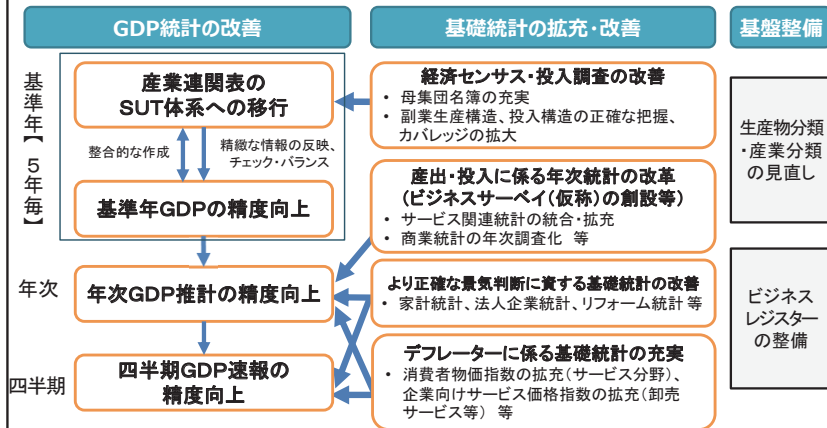 GDP統計の改善
基礎統計の拡充・改善
基盤整備
基準年】5年毎】
産業連関表の
SUT体系への移行
整合的な作成
精緻な情報の反映、
チェック・バランス
基準年GDPの精度向上
年次
年次GDP推計の精度向上
四半期
四半期GDP速報の
精度向上
経済センサス・投入調査の改善
• 母集団名簿の充実
• 副業生産構造、投入構造の正確な把握、
カバレッジの拡大
産出・投入に係る年次統計の改革
(ビジネスサーベイ(仮称)の創設等)
• サービス関連統計の統合・拡充
• 商業統計の年次調査化 等
より正確な景気判断に資する基礎統計の改善
• 家計統計、法人企業統計、リフォーム統計 等
デフレーターに係る基礎統計の充実
• 消費者物価指数の拡充(サービス分野)、
企業向けサービス価格指数の拡充(卸売
サービス等) 等
生産物分類
・産業分類
の見直し
ビジネス
レジスター
の整備